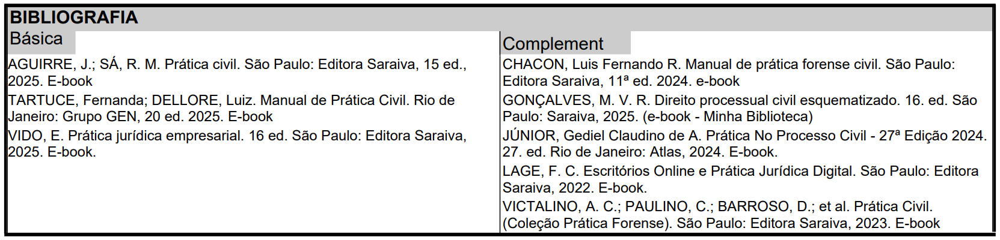 BIBLIOGRAFIA
Básica
AGUIRRE, J.; SÁ, R. M. Prática civil. São Paulo: Editora Saraiva, 15 ed.,
2025. E-book
TARTUCE, Fernanda; DELLORE, Luiz. Manual de Prática Civil. Rio de
Janeiro: Grupo GEN, 20 ed. 2025. E-book
VIDO, E. Prática jurídica empresarial. 16 ed. São Paulo: Editora Saraiva,
2025. E-book.
Complement
CHACON, Luis Fernando R. Manual de prática forense civil. São Paulo:
Editora Saraiva, 11ª ed. 2024. e-book
GONÇALVES, M. V. R. Direito processual civil esquematizado. 16. ed. São
Paulo: Saraiva, 2025. (e-book - Minha Biblioteca)
JÚNIOR, Gediel Claudino de A. Prática No Processo Civil - 27ª Edição 2024.
27. ed. Rio de Janeiro: Atlas, 2024. E-book.
LAGE, F. C. Escritórios Online e Prática Jurídica Digital. São Paulo: Editora
Saraiva, 2022. E-book.
VICTALINO, A. C.; PAULINO, C.; BARROSO, D.; et al. Prática Civil.
(Coleção Prática Forense). São Paulo: Editora Saraiva, 2023. E-book